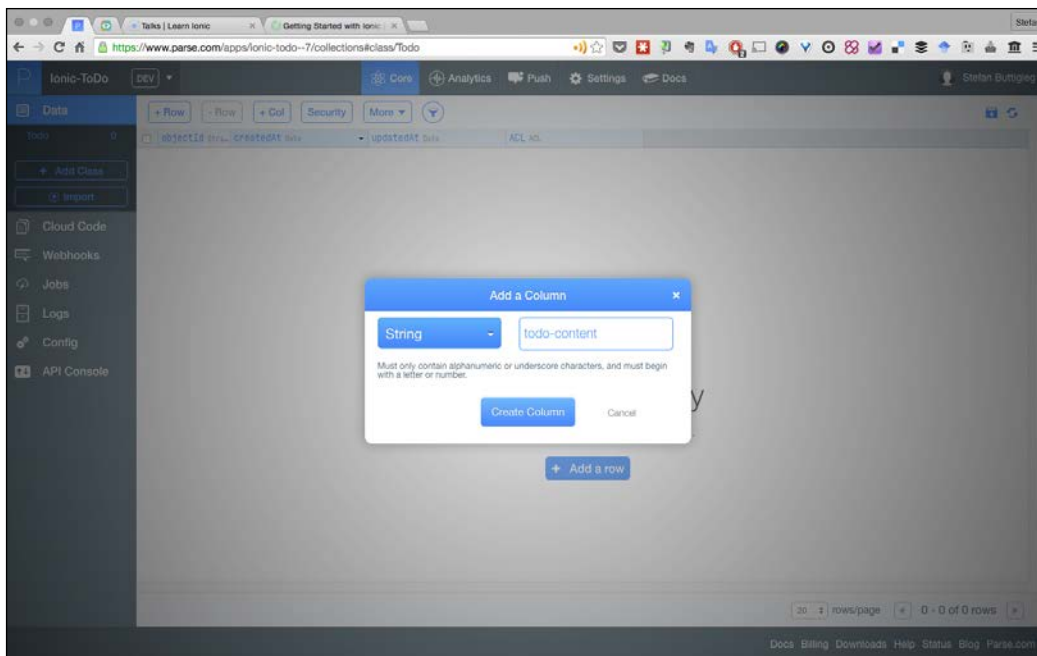 Talks | Learn Ionic
Getting Started with Ionic |
Stefa
https://www.parse.com/apps/ionic-todo--7/collections#class/Todo
Ionic-ToDo DEV Core Analytics Push Settings Docs Stefan Buttigieg
Data + Row - Row + Col Security More
Todo 0 objectId createdAt Date updatedAt Date ACL ACL
+ Add Class
Import
Cloud Code
Webhooks
Jobs
Logs
Config
API Console
Add a Column ×
String todo-content
Must only contain alphanumeric or underscore characters, and must begin
with a letter or number.
Create Column Cancel
y
+ Add a row
20 rows/page 0 - 0 of 0 rows
Docs Billing Downloads Help Status Blog Parse.com